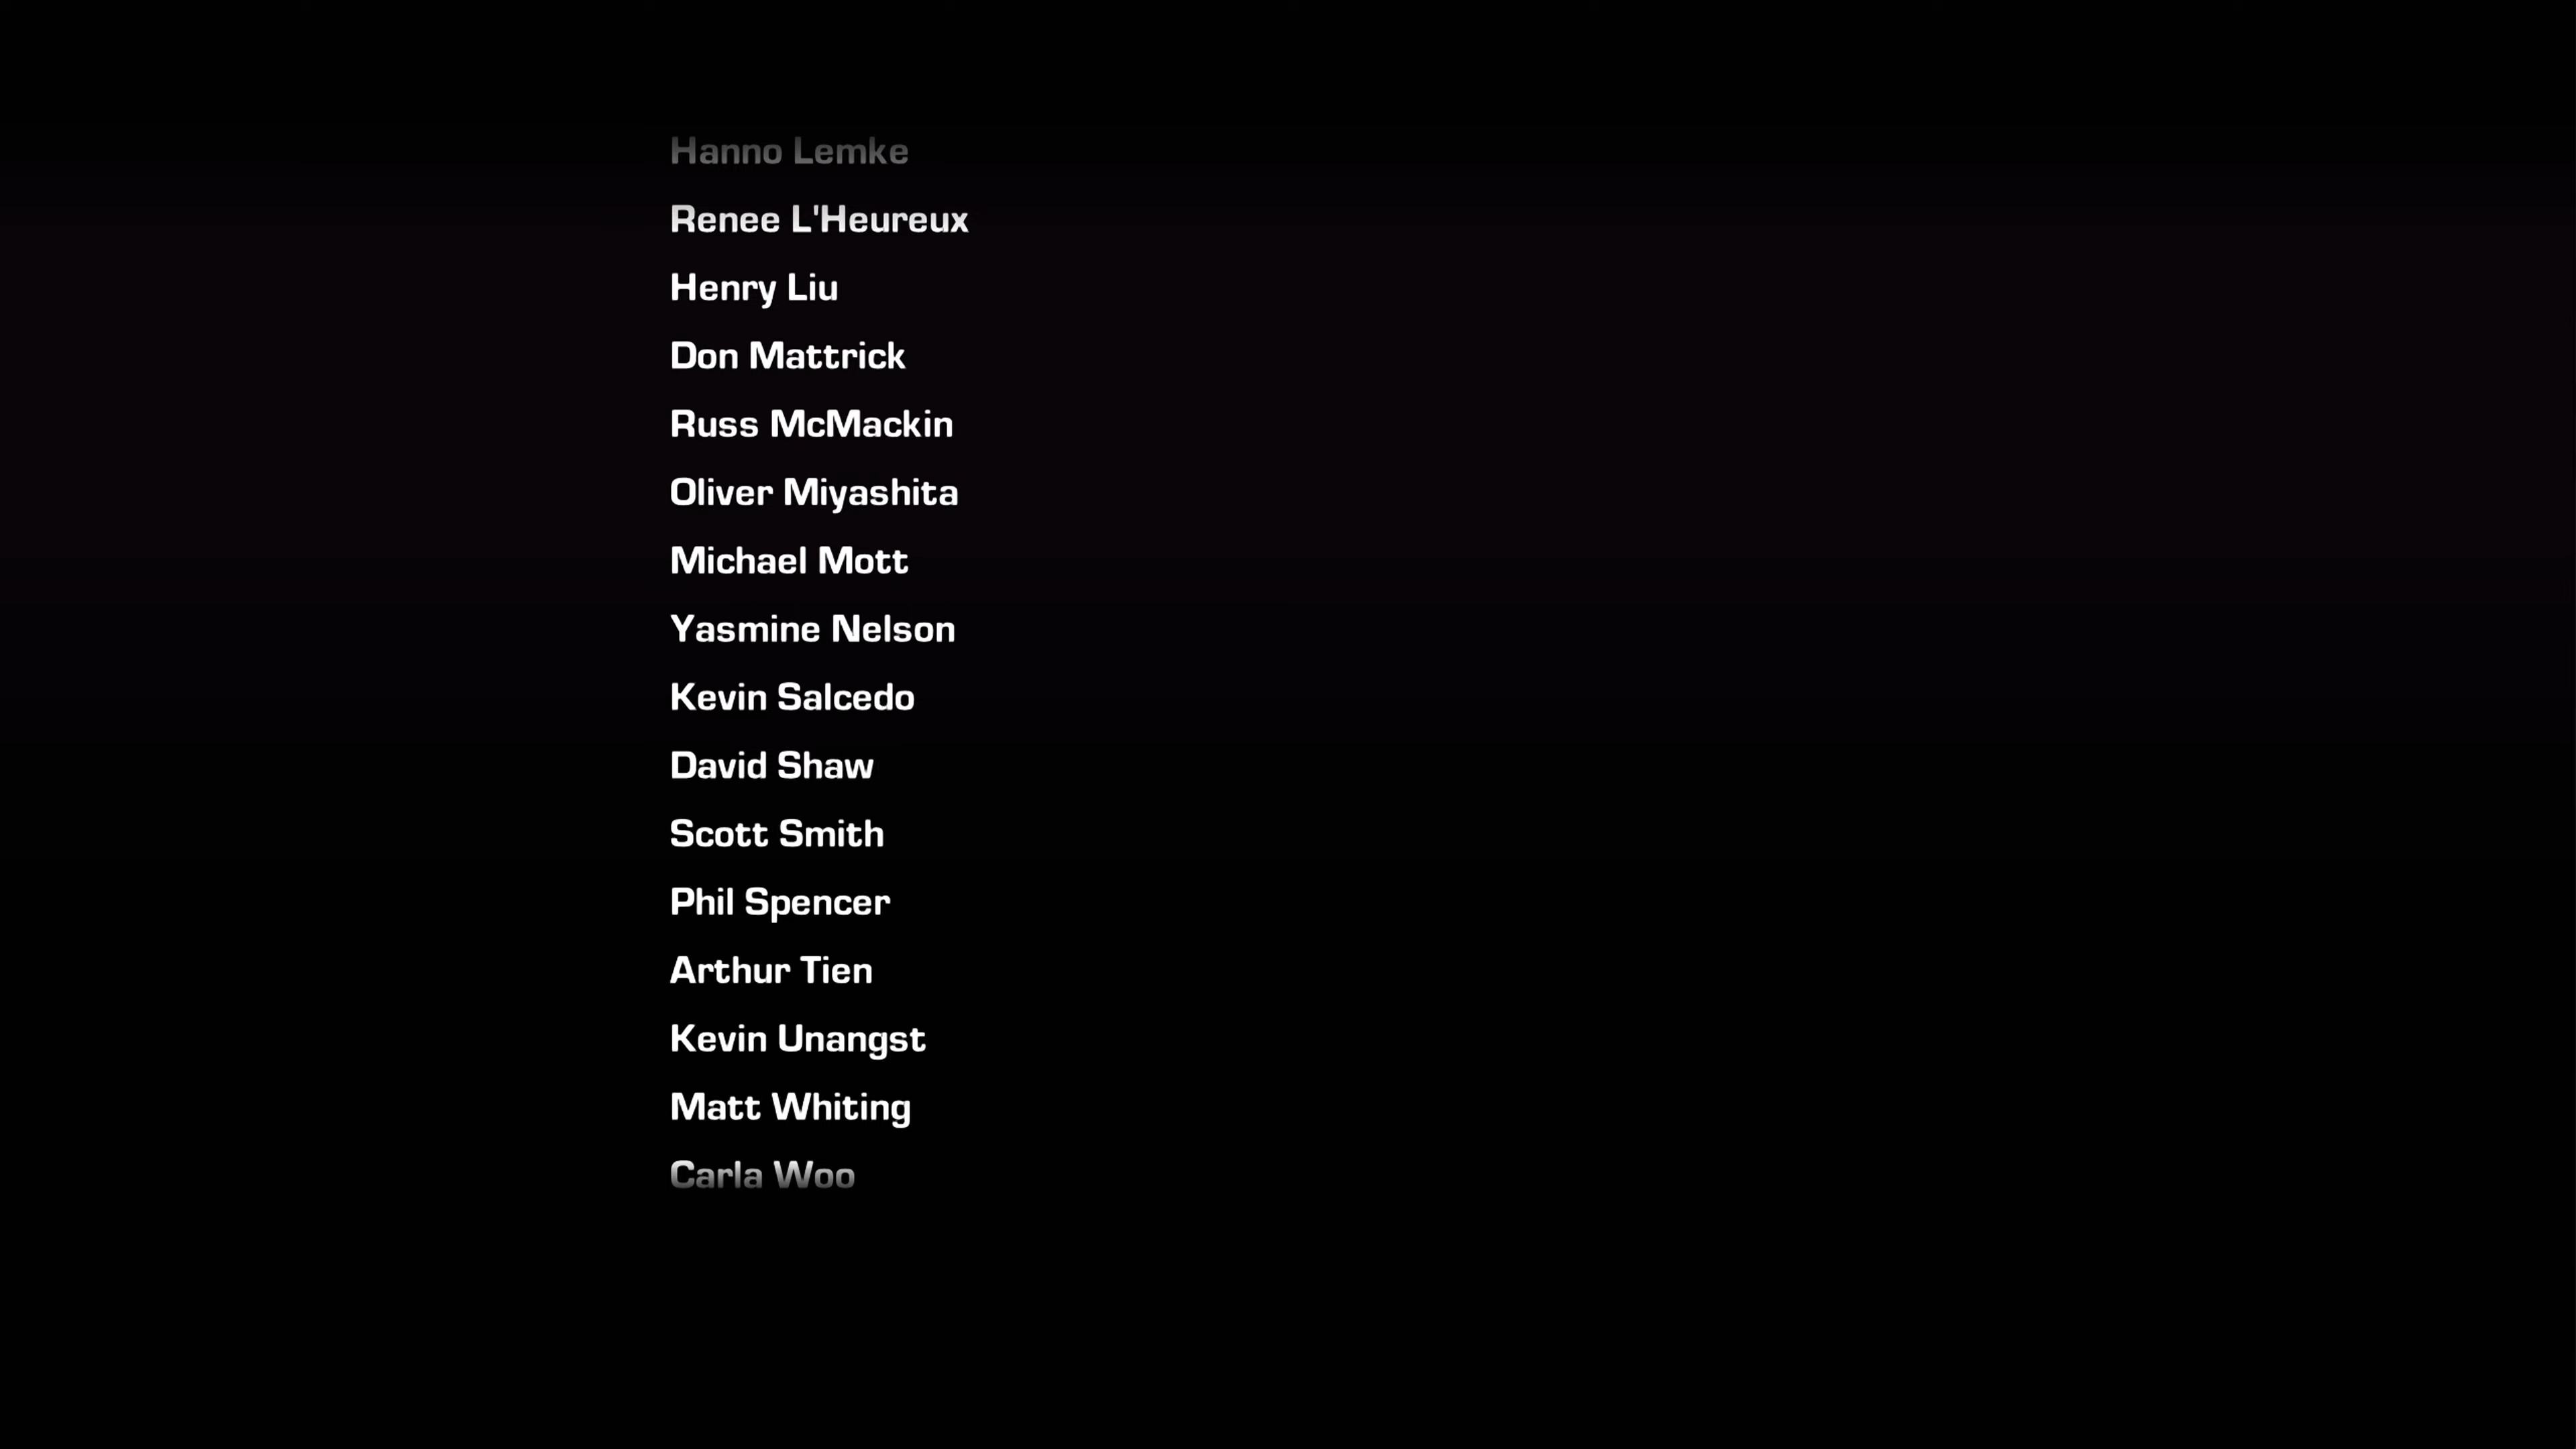 Hanno Lemke
Renee L'Heureux
Henry Liu
Don Mattrick
Russ McMackin
Oliver Miyashita
Michael Mott
Yasmine Nelson
Kevin Salcedo
David Shaw
Scott Smith
Phil Spencer
Arthur Tien
Kevin Unangst
Matt Whiting
Carla Woo